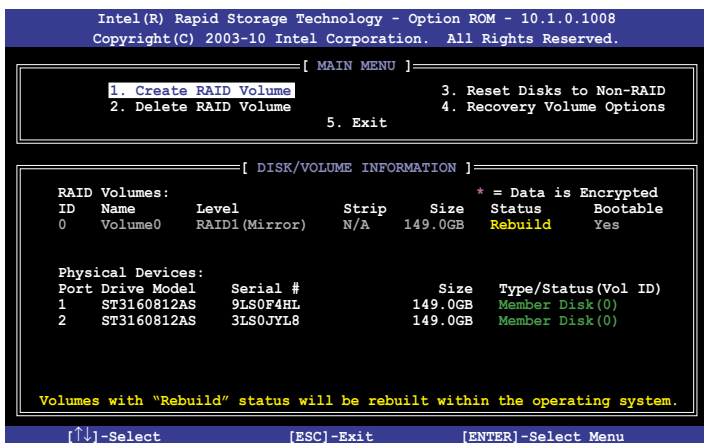 Intel(R) Rapid Storage Technology - Option ROM - 10.1.0.1008
Copyright(C) 2003-10 Intel Corporation. All Rights Reserved.
[ MAIN MENU ]
1. Create RAID Volume 3. Reset Disks to Non-RAID
2. Delete RAID Volume 4. Recovery Volume Options
5. Exit
[ DISK/VOLUME INFORMATION ]
RAID Volumes: * = Data is Encrypted
ID Name Level Strip Size Status Bootable
0 Volume0 RAID1(Mirror) N/A 149.0GB Rebuild Yes
Physical Devices:
Port Drive Model Serial # Size Type/Status(Vol ID)
1 ST3160812AS 9LS0F4HL 149.0GB Member Disk(0)
2 ST3160812AS 3LS0JYL8 149.0GB Member Disk(0)
Volumes with “Rebuild” status will be rebuilt within the operating system.
[↑↓]-Select [ESC]-Exit [ENTER]-Select Menu